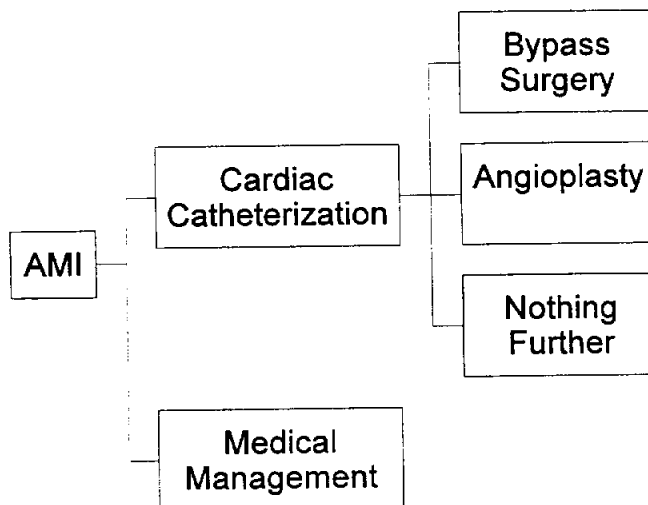 Bypass
Surgery
Cardiac
Catheterization
Angioplasty
AMI
Nothing
Further
Medical
Management